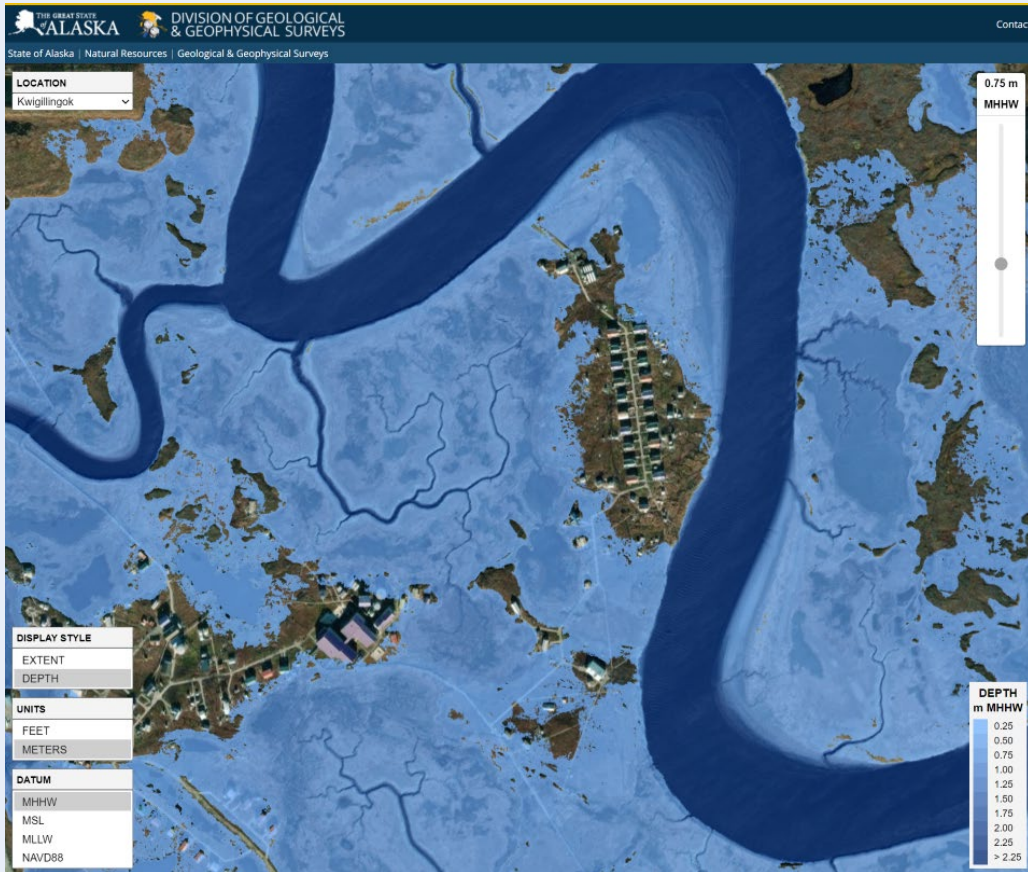 THE GREAT STATE
of ALASKA
DIVISION OF GEOLOGICAL
& GEOPHYSICAL SURVEYS
Contac
State of Alaska | Natural Resources | Geological & Geophysical Surveys
LOCATION
Kwigillingok
0.75 m
MHHW
DISPLAY STYLE
EXTENT
DEPTH
UNITS
FEET
METERS
DATUM
MHHW
MSL
MLLW
NAVD88
DEPTH
m MHHW
0.25
0.50
0.75
1.00
1.25
1.50
1.75
2.00
2.25
> 2.25